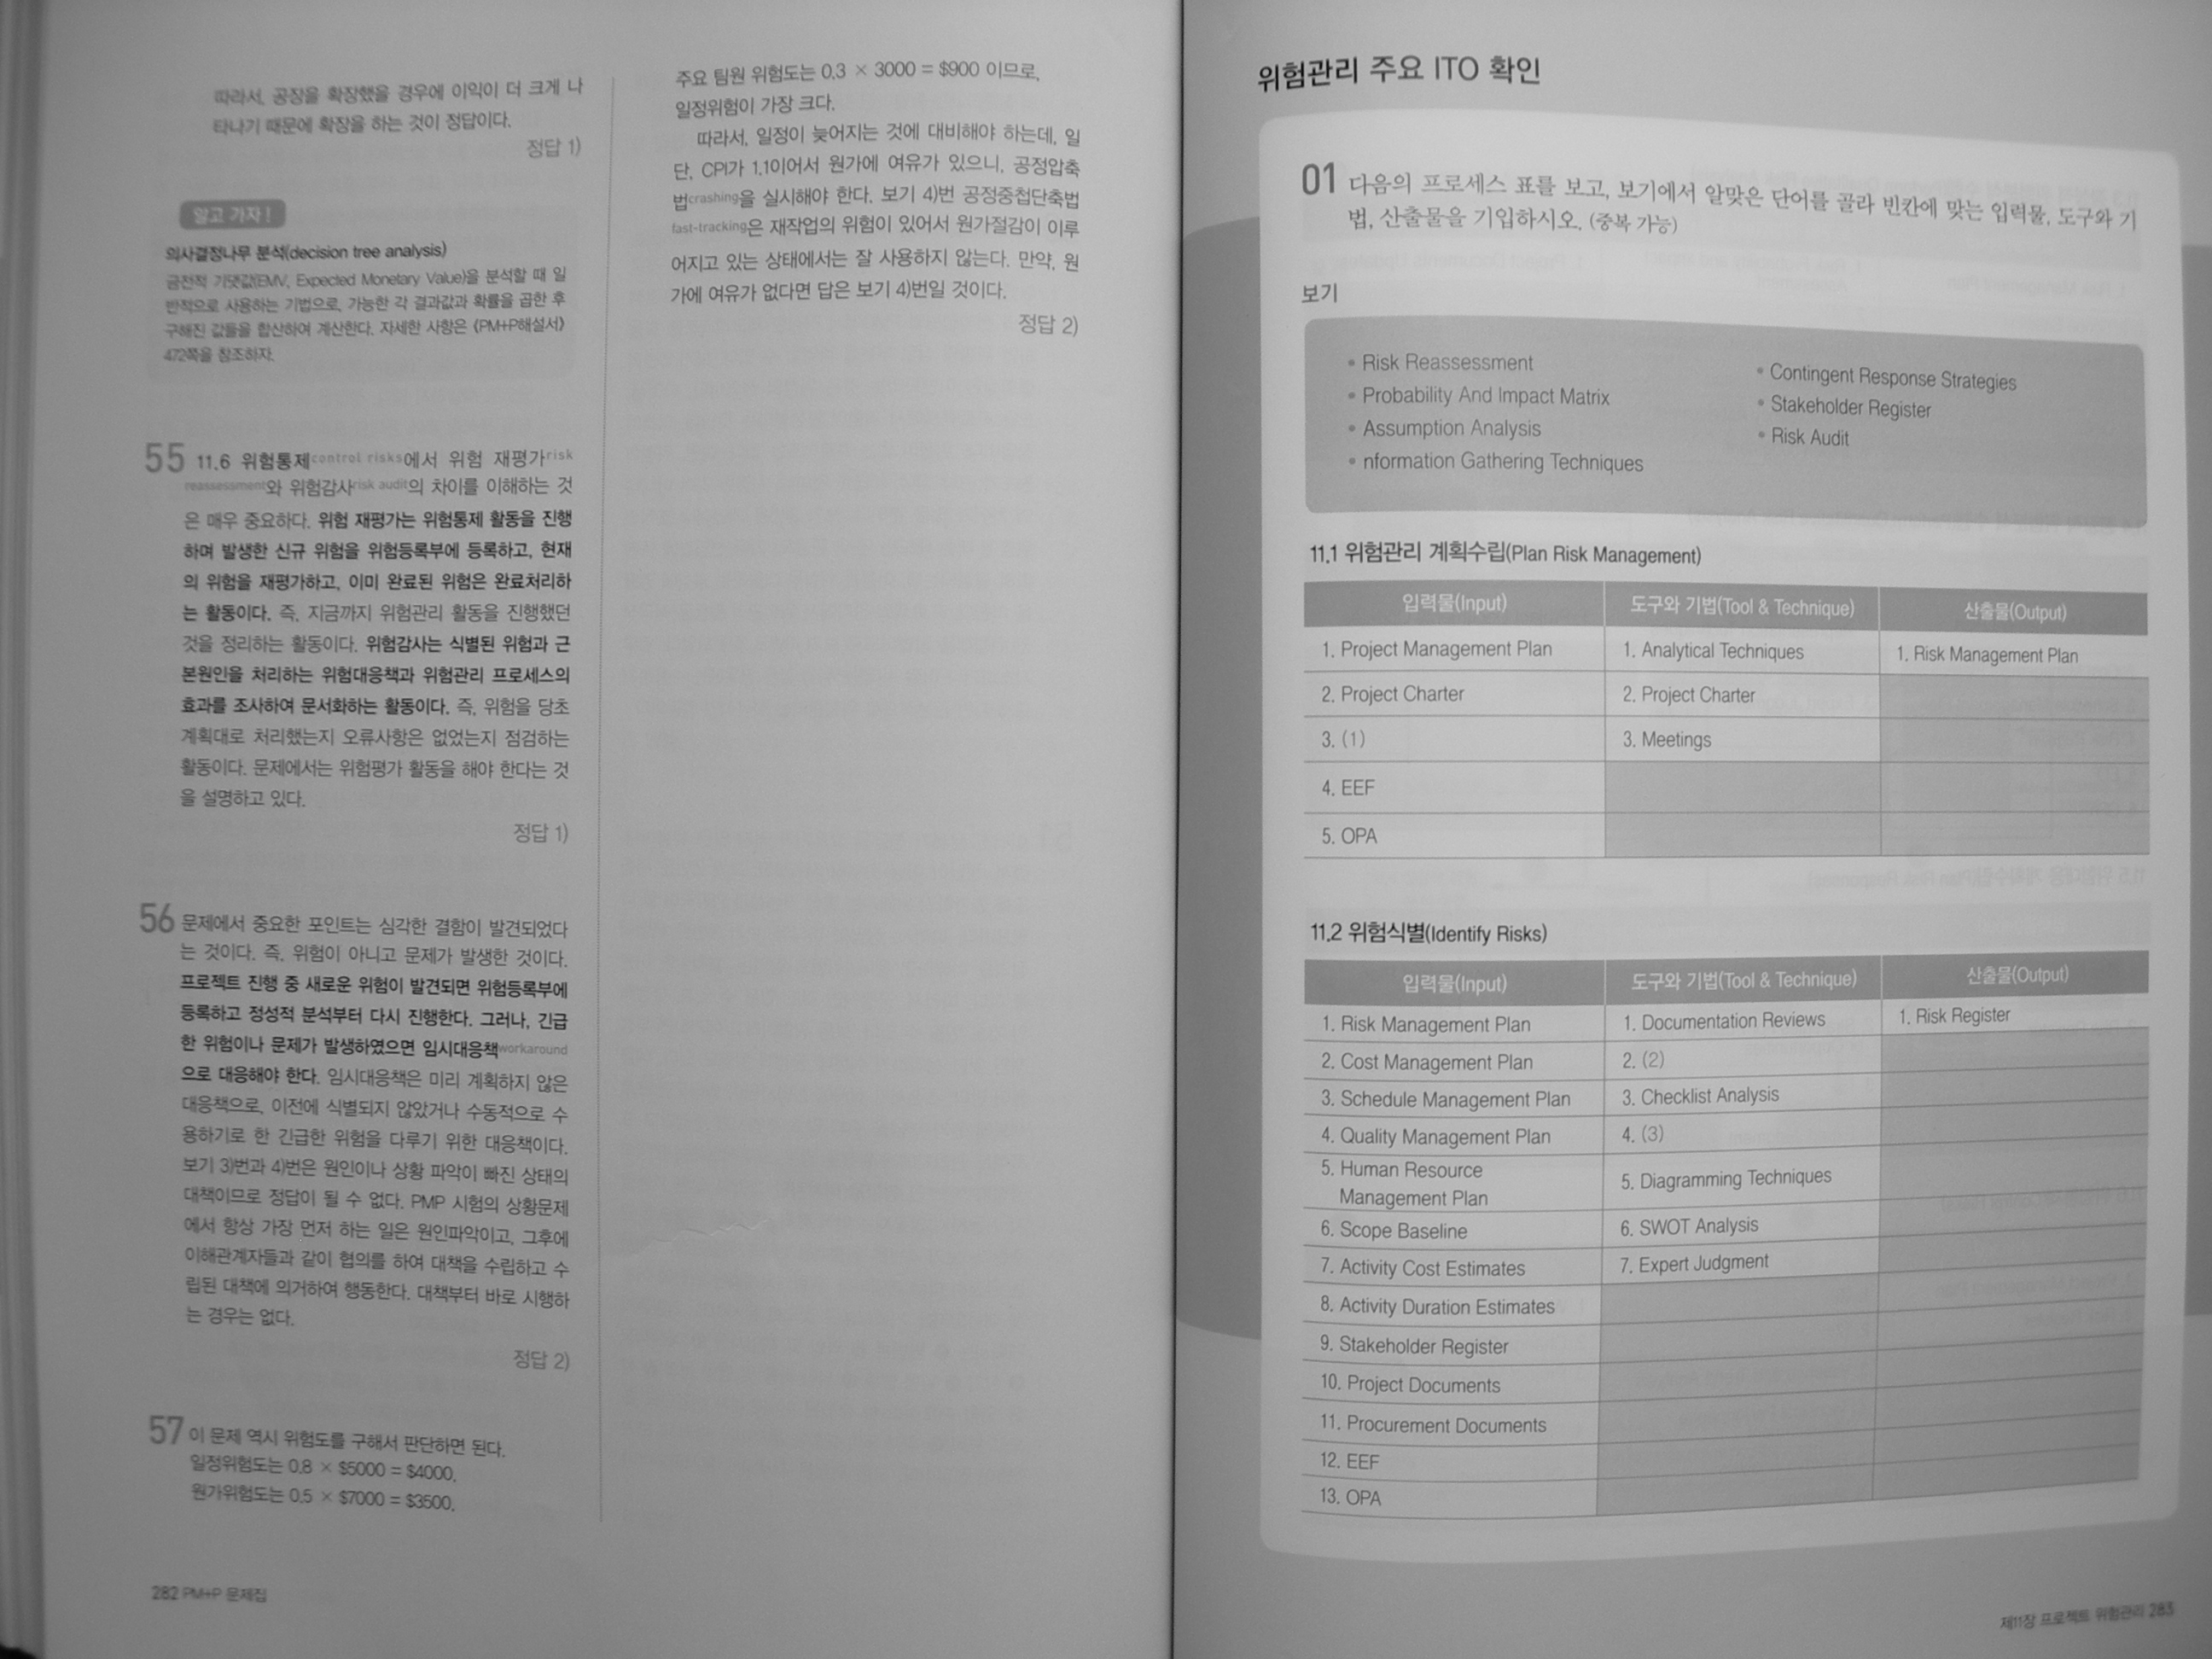 따라서, 공장을 확장했을 경우에 이익이 더 크게 나
타나기 때문에 확장을 하는 것이 정답이다.
정답 1)
알고 가자!
의사결정나무 분석(decision tree analysis)
금전적 기댓값(EMV, Expected Monetary Value)을 분석할 때 일
반적으로 사용하는 기법으로, 가능한 각 결과값과 확률을 곱한 후
구해진 값들을 합산하여 계산한다. 자세한 사항은 《PM+P해설서》
472쪽을 참조하자.
55 11.6 위험통제control risks에서 위험 재평가risk
reassessment와 위험감사risk audit의 차이를 이해하는 것
은 매우 중요하다. 위험 재평가는 위험통제 활동을 진행
하며 발생한 신규 위험을 위험등록부에 등록하고, 현재
의 위험을 재평가하고, 이미 완료된 위험은 완료처리하
는 활동이다. 즉, 지금까지 위험관리 활동을 진행했던
것을 정리하는 활동이다. 위험감사는 식별된 위험과 근
본원인을 처리하는 위험대응책과 위험관리 프로세스의
효과를 조사하여 문서화하는 활동이다. 즉, 위험을 당초
계획대로 처리했는지 오류사항은 없었는지 점검하는
활동이다. 문제에서는 위험평가 활동을 해야 한다는 것
을 설명하고 있다.
정답 1)
56 문제에서 중요한 포인트는 심각한 결함이 발견되었다
는 것이다. 즉, 위험이 아니고 문제가 발생한 것이다.
프로젝트 진행 중 새로운 위험이 발견되면 위험등록부에
등록하고 정성적 분석부터 다시 진행한다. 그러나, 긴급
한 위험이나 문제가 발생하였으면 임시대응책workaround
으로 대응해야 한다. 임시대응책은 미리 계획하지 않은
대응책으로, 이전에 식별되지 않았거나 수동적으로 수
용하기로 한 긴급한 위험을 다루기 위한 대응책이다.
보기 3)번과 4)번은 원인이나 상황 파악이 빠진 상태의
대책이므로 정답이 될 수 없다. PMP 시험의 상황문제
에서 항상 가장 먼저 하는 일은 원인파악이고, 그후에
이해관계자들과 같이 협의를 하여 대책을 수립하고 수
립된 대책에 의거하여 행동한다. 대책부터 바로 시행하
는 경우는 없다.
정답 2)
57 이 문제 역시 위험도를 구해서 판단하면 된다.
일정위험도는 0.8 × $5000 = $4000,
원가위험도는 0.5 × $7000 = $3500,
282 PM+P 문제집
주요 팀원 위험도는 0.3 × 3000 = $900 이므로,
일정위험이 가장 크다.
따라서, 일정이 늦어지는 것에 대비해야 하는데, 일
단, CPI가 1.1이어서 원가에 여유가 있으니, 공정압축
법crashing을 실시해야 한다. 보기 4)번 공정중첩단축법
fast-tracking은 재작업의 위험이 있어서 원가절감이 이루
어지고 있는 상태에서는 잘 사용하지 않는다. 만약, 원
가에 여유가 없다면 답은 보기 4)번일 것이다.
정답 2)
위험관리 주요 ITO 확인
01 다음의 프로세스 표를 보고, 보기에서 알맞은 단어를 골라 빈칸에 맞는 입력물, 도구와 기
법, 산출물을 기입하시오. (중복 가능)
보기
• Risk Reassessment
• Probability And Impact Matrix
• Assumption Analysis
• nformation Gathering Techniques
• Contingent Response Strategies
• Stakeholder Register
• Risk Audit
11.1 위험관리 계획수립(Plan Risk Management)
입력물(Input) 도구와 기법(Tool & Technique) 산출물(Output)
1. Project Management Plan 1. Analytical Techniques 1. Risk Management Plan
2. Project Charter 2. Project Charter
3. (1) 3. Meetings
4. EEF
5. OPA
11.2 위험식별(Identify Risks)
입력물(Input) 도구와 기법(Tool & Technique) 산출물(Output)
1. Risk Management Plan 1. Documentation Reviews 1. Risk Register
2. Cost Management Plan 2. (2)
3. Schedule Management Plan 3. Checklist Analysis
4. Quality Management Plan 4. (3)
5. Human Resource
Management Plan 5. Diagramming Techniques
6. Scope Baseline 6. SWOT Analysis
7. Activity Cost Estimates 7. Expert Judgment
8. Activity Duration Estimates
9. Stakeholder Register
10. Project Documents
11. Procurement Documents
12. EEF
13. OPA
제11장 프로젝트 위험관리 283